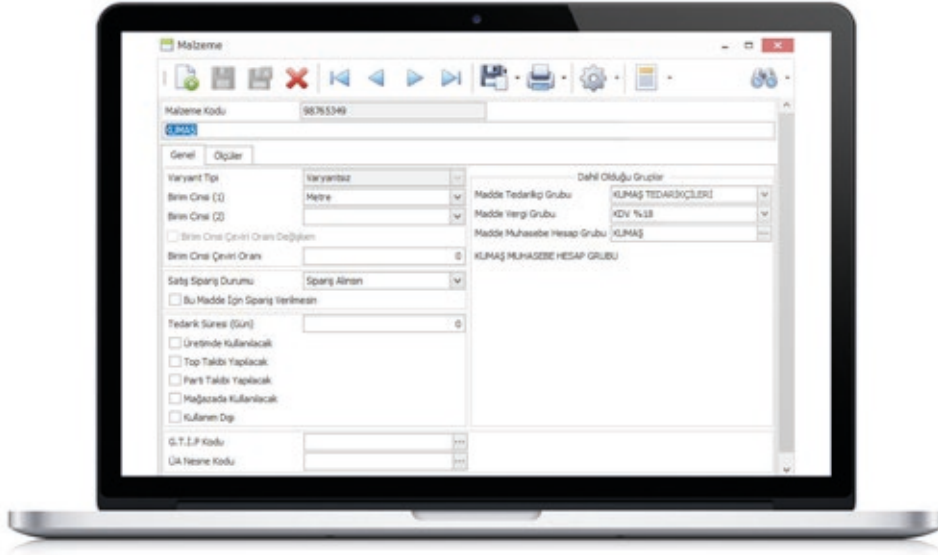 Malzeme
Malzeme Kodu 98765349
KUMAŞ
Genel Ölçüler
Varyant Tipi Varyantsız
Birim Cinsi (1) Metre
Birim Cinsi (2)
Birim Cinsi Çeviri Oranı Değişken
Birim Cinsi Çeviri Oranı 0
Satış Sipariş Durumu Sipariş Alınsın
Bu Madde İçin Sipariş Verilmesin
Tedarik Süresi (Gün) 0
Üretimde Kullanılacak
Top Takibi Yapılacak
Parti Takibi Yapılacak
Mağazada Kullanılacak
Kullanım Dışı
G.T.İ.P Kodu
ÜA Nesne Kodu
Dahil Olduğu Gruplar
Madde Tedarikçi Grubu KUMAŞ TEDARİKÇİLERİ
Madde Vergi Grubu KDV %18
Madde Muhasebe Hesap Grubu KUMAŞ
KUMAŞ MUHASEBE HESAP GRUBU